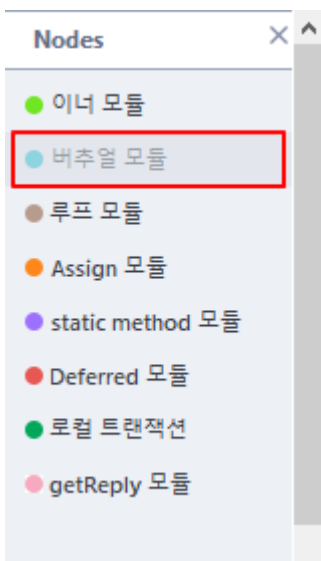 Nodes
이너 모듈
버추얼 모듈
루프 모듈
Assign 모듈
static method 모듈
Deferred 모듈
로컬 트랜잭션
getReply 모듈